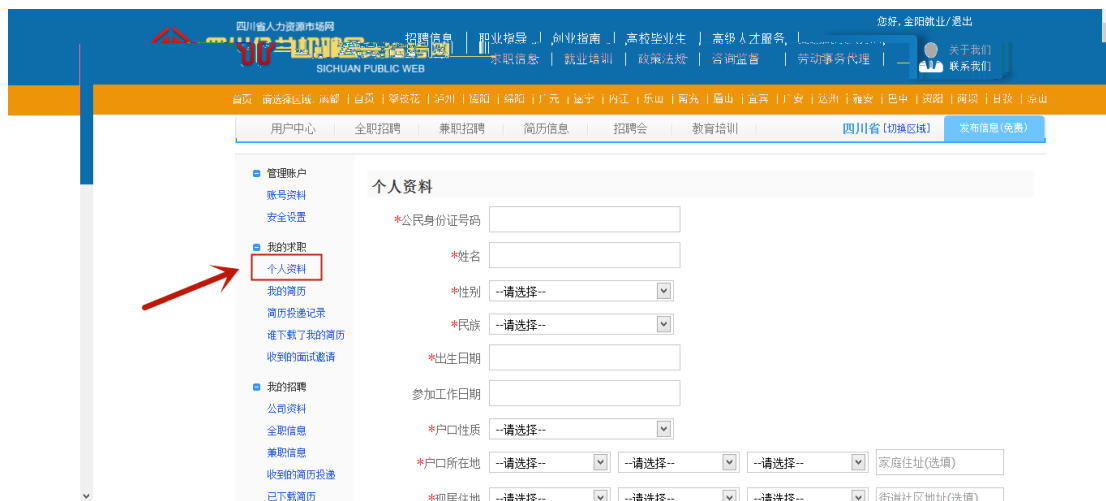 四川省人力资源市场网
您好, 金阳就业/退出
招聘信息 | 职业指导 | 创业指南 | 高校毕业生 | 高级人才服务
SICHUAN PUBLIC WEB
求职信息 | 就业培训 | 政策法规 | 咨询监督 | 劳动事务代理 |
关于我们
联系我们
首页 请选择区域: 成都 | 自贡 | 攀枝花 | 泸州 | 德阳 | 绵阳 | 广元 | 遂宁 | 内江 | 乐山 | 南充 | 眉山 | 宜宾 | 广安 | 达州 | 雅安 | 巴中 | 资阳 | 阿坝 | 甘孜 | 凉山
用户中心 全职招聘 兼职招聘 简历信息 招聘会 教育培训 四川省 [切换区域] 发布信息(免费)
管理账户
账号资料
安全设置
我的求职
个人资料
我的简历
简历投递记录
谁下载了我的简历
收到的面试邀请
我的招聘
公司资料
全职信息
兼职信息
收到的简历投递
已下载简历
个人资料
*公民身份证号码
*姓名
*性别 --请选择--
*民族 --请选择--
*出生日期
参加工作日期
*户口性质 --请选择--
*户口所在地 --请选择-- --请选择-- --请选择-- 家庭住址(选填)
*现居住地 --请选择-- --请选择-- --请选择-- 街道社区地址(选填)